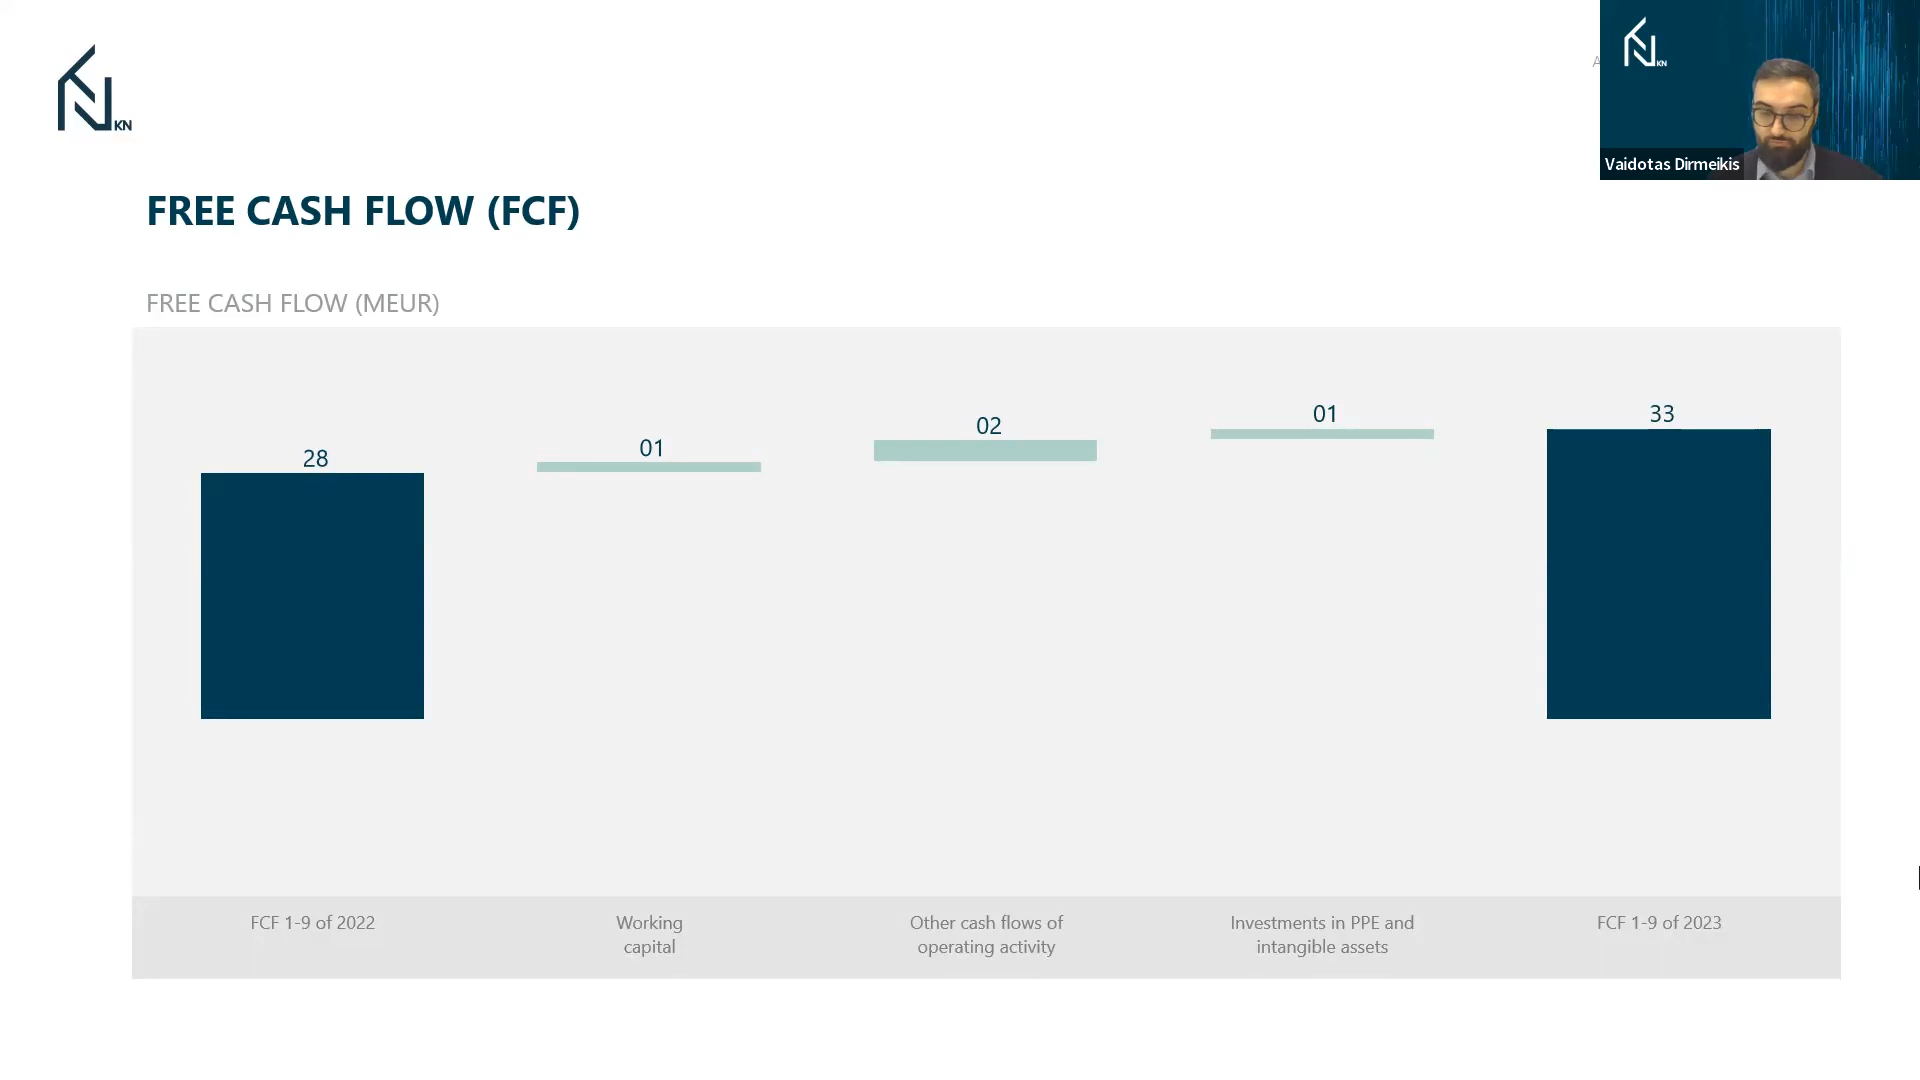 KN
A
KN
Vaidotas Dirmeikis
FREE CASH FLOW (FCF)
FREE CASH FLOW (MEUR)
28
01
02
01
33
FCF 1-9 of 2022
Working
capital
Other cash flows of
operating activity
Investments in PPE and
intangible assets
FCF 1-9 of 2023